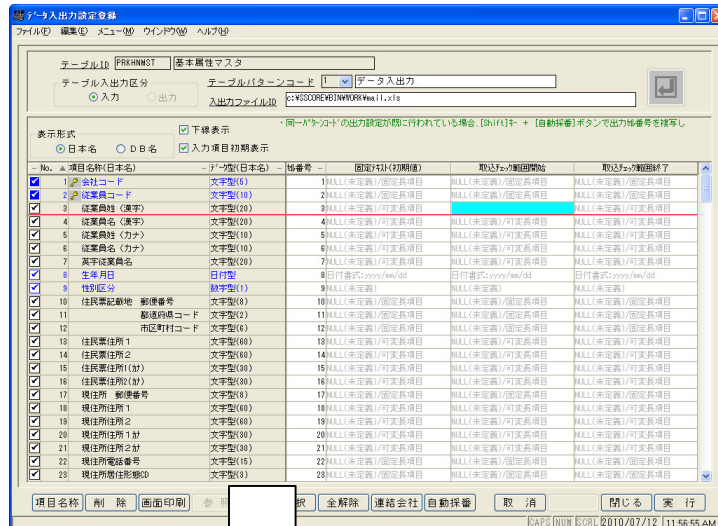 データ入出力設定登録
ファイル(F) 編集(E) メニュー(M) ウインドウ(W) ヘルプ(H)
テーブルID PRKHNMST 基本属性マスタ
テーブル入出力区分 テーブルパターンコード 1 データ入出力
入力 出力 入出力ファイルID c:¥SSCORE¥BIN¥WORK¥mail.xls
・同一パターンコードの出力設定が既に行われている場合、[Shift]キー + [自動採番]ボタンで出力順番号を複写し
表示形式 下線表示
日本名 DB名 入力項目初期表示
No. ▲項目名称(日本名) データ型(日本名) 順番号 固定テキスト(初期値) 取込チェック範囲開始 取込チェック範囲終了
1 会社コード 文字型(5) 1 NULL(未定義)/固定長項目 NULL(未定義)/固定長項目 NULL(未定義)/固定長項目
2 従業員コード 文字型(10) 2 NULL(未定義)/固定長項目 NULL(未定義)/固定長項目 NULL(未定義)/固定長項目
3 従業員姓（漢字） 文字型(20) 3 NULL(未定義)/可変長項目 NULL(未定義)/可変長項目
4 従業員名（漢字） 文字型(20) 4 NULL(未定義)/可変長項目 NULL(未定義)/可変長項目 NULL(未定義)/可変長項目
5 従業員姓（カナ） 文字型(10) 5 NULL(未定義)/可変長項目 NULL(未定義)/可変長項目 NULL(未定義)/可変長項目
6 従業員名（カナ） 文字型(10) 6 NULL(未定義)/可変長項目 NULL(未定義)/可変長項目 NULL(未定義)/可変長項目
7 英字従業員名 文字型(20) 7 NULL(未定義)/可変長項目 NULL(未定義)/可変長項目 NULL(未定義)/可変長項目
8 生年月日 日付型 8 日付書式:yyyy/mm/dd 日付書式:yyyy/mm/dd 日付書式:yyyy/mm/dd
9 性別区分 数字型(1) 9 NULL(未定義) NULL(未定義) NULL(未定義)
10 住民票記載地 郵便番号 文字型(8) 10 NULL(未定義)/固定長項目 NULL(未定義)/固定長項目 NULL(未定義)/固定長項目
11 都道府県コード 文字型(2) 11 NULL(未定義)/固定長項目 NULL(未定義)/固定長項目 NULL(未定義)/固定長項目
12 市区町村コード 文字型(6) 12 NULL(未定義)/固定長項目 NULL(未定義)/固定長項目 NULL(未定義)/固定長項目
13 住民票住所1 文字型(60) 13 NULL(未定義)/可変長項目 NULL(未定義)/可変長項目 NULL(未定義)/可変長項目
14 住民票住所2 文字型(60) 14 NULL(未定義)/可変長項目 NULL(未定義)/可変長項目 NULL(未定義)/可変長項目
15 住民票住所1(カナ) 文字型(30) 15 NULL(未定義)/可変長項目 NULL(未定義)/可変長項目 NULL(未定義)/可変長項目
16 住民票住所2(カナ) 文字型(30) 16 NULL(未定義)/可変長項目 NULL(未定義)/可変長項目 NULL(未定義)/可変長項目
17 現住所 郵便番号 文字型(8) 17 NULL(未定義)/固定長項目 NULL(未定義)/固定長項目 NULL(未定義)/固定長項目
18 現住所住所1 文字型(60) 18 NULL(未定義)/可変長項目 NULL(未定義)/可変長項目 NULL(未定義)/可変長項目
19 現住所住所2 文字型(60) 19 NULL(未定義)/可変長項目 NULL(未定義)/可変長項目 NULL(未定義)/可変長項目
20 現住所住所1カナ 文字型(30) 20 NULL(未定義)/可変長項目 NULL(未定義)/可変長項目 NULL(未定義)/可変長項目
21 現住所住所2カナ 文字型(30) 21 NULL(未定義)/可変長項目 NULL(未定義)/可変長項目 NULL(未定義)/可変長項目
22 現住所電話番号 文字型(15) 22 NULL(未定義)/可変長項目 NULL(未定義)/可変長項目 NULL(未定義)/可変長項目
23 現住所居住形態CD 文字型(3) 23 NULL(未定義)/固定長項目 NULL(未定義)/固定長項目 NULL(未定義)/固定長項目
項目名称 削 除 画面印刷 参 択 全解除 連結会社 自動採番 取 消 閉じる 実 行
CAPS NUM SCRL 2010/07/12 11:56:55 AM